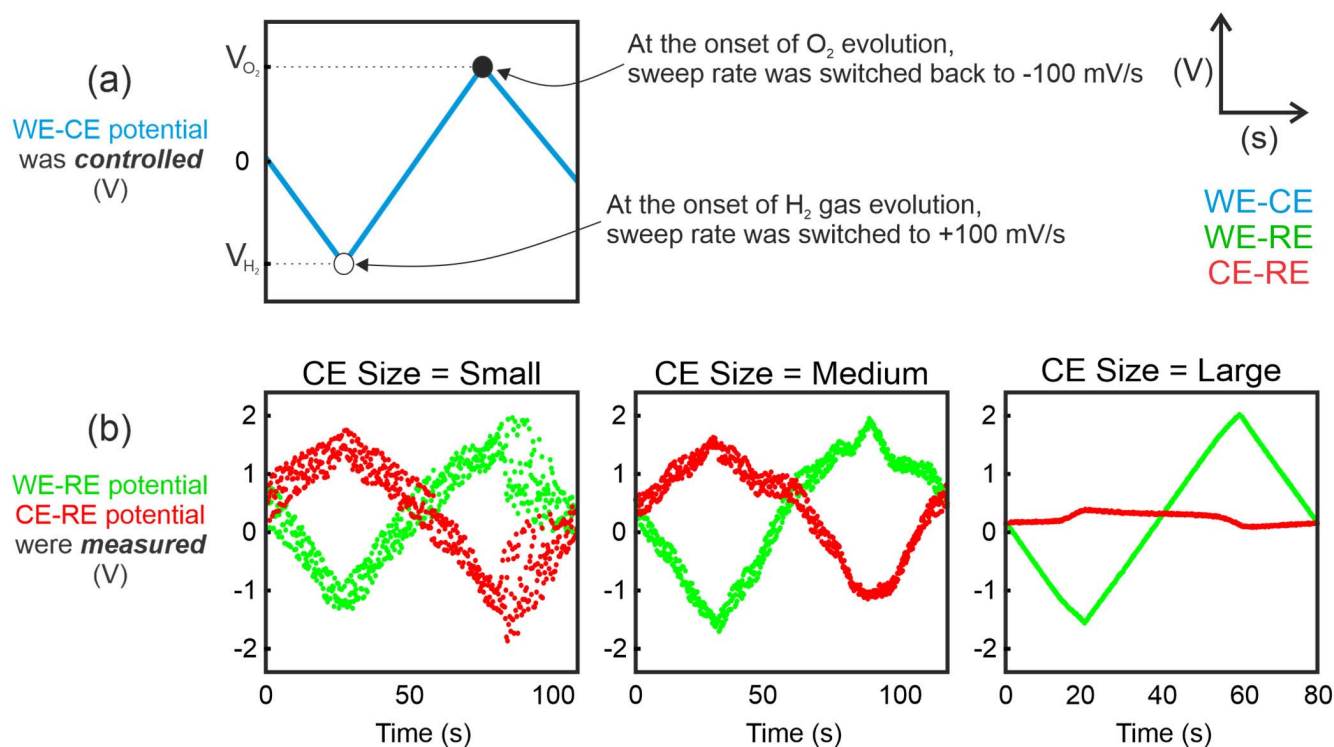 (a)
WE-CE potential
was controlled
(V)
V_O₂
0
V_H₂
At the onset of O₂ evolution,
sweep rate was switched back to -100 mV/s
At the onset of H₂ gas evolution,
sweep rate was switched to +100 mV/s
(V)
(s)
WE-CE
WE-RE
CE-RE
(b)
WE-RE potential
CE-RE potential
were measured
(V)
CE Size = Small
2
1
0
-1
-2
0 50 100
Time (s)
CE Size = Medium
2
1
0
-1
-2
0 50 100
Time (s)
CE Size = Large
2
1
0
-1
-2
0 20 40 60 80
Time (s)